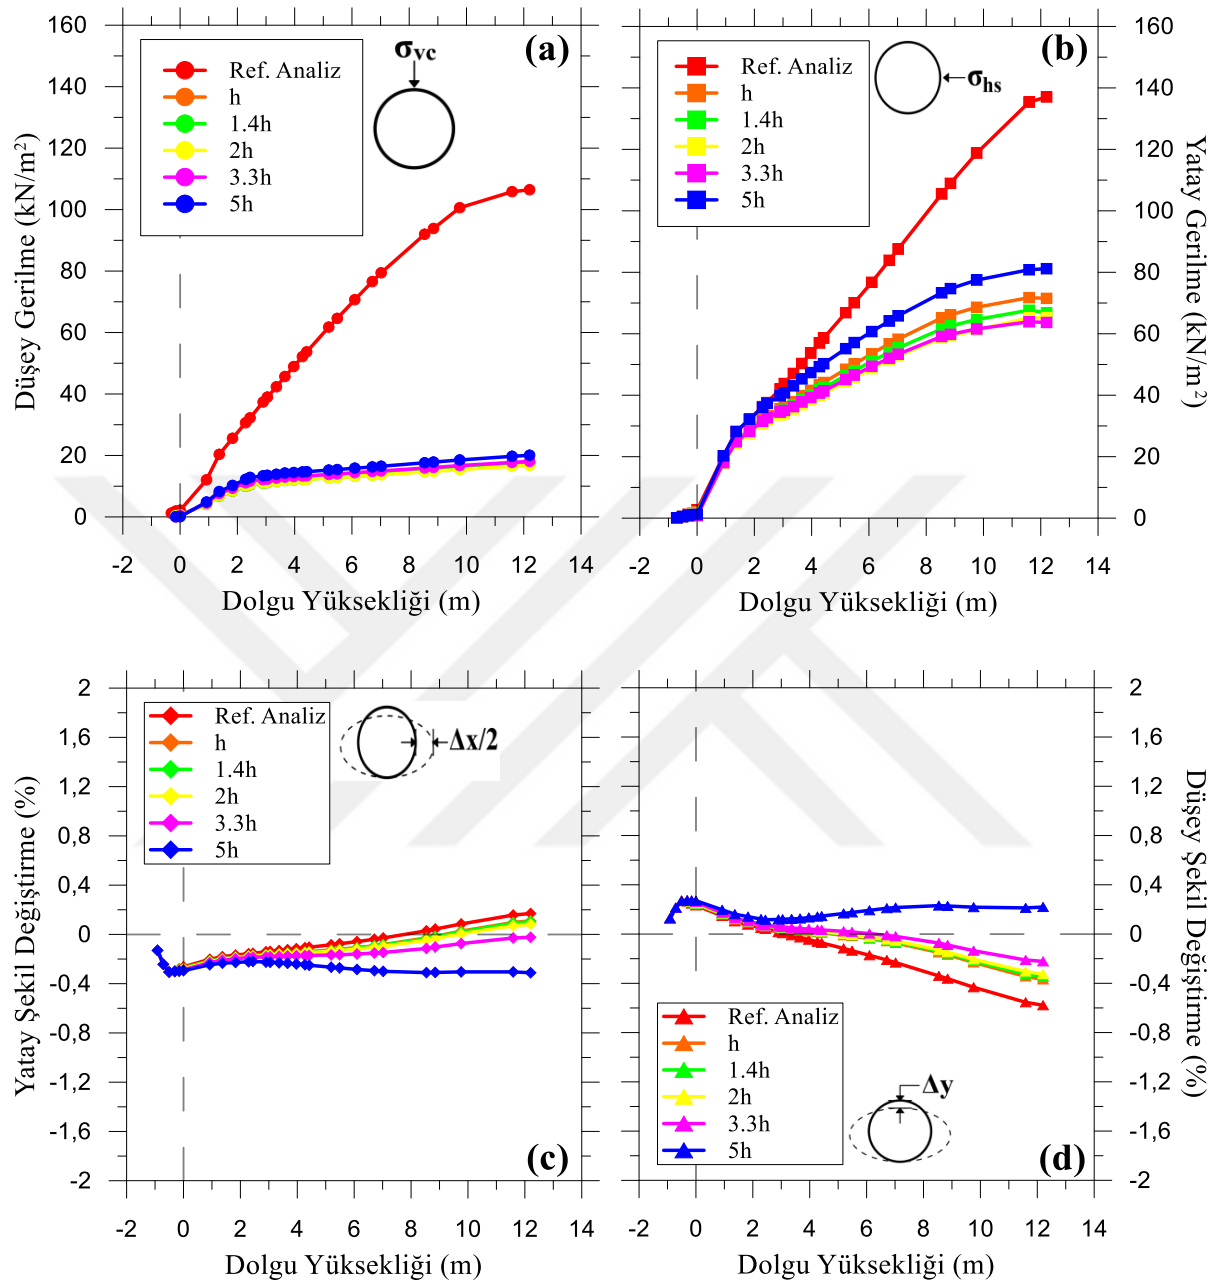 (a)
σvc
Ref. Analiz
h
1.4h
2h
3.3h
5h
160
140
120
100
80
60
40
20
0
-2 0 2 4 6 8 10 12 14
Düşey Gerilme (kN/m²)
Dolgu Yüksekliği (m)
(b)
σhs
Ref. Analiz
h
1.4h
2h
3.3h
5h
160
140
120
100
80
60
40
20
0
-2 0 2 4 6 8 10 12 14
Yatay Gerilme (kN/m²)
Dolgu Yüksekliği (m)
Ref. Analiz
h
1.4h
2h
3.3h
5h
Δx/2
2
1,6
1,2
0,8
0,4
0
-0,4
-0,8
-1,2
-1,6
-2
(c)
-2 0 2 4 6 8 10 12 14
Yatay Şekil Değiştirme (%)
Dolgu Yüksekliği (m)
2
1,6
1,2
0,8
0,4
0
-0,4
-0,8
-1,2
-1,6
-2
Ref. Analiz
h
1.4h
2h
3.3h
5h
Δy
(d)
-2 0 2 4 6 8 10 12 14
Düşey Şekil Değiştirme (%)
Dolgu Yüksekliği (m)